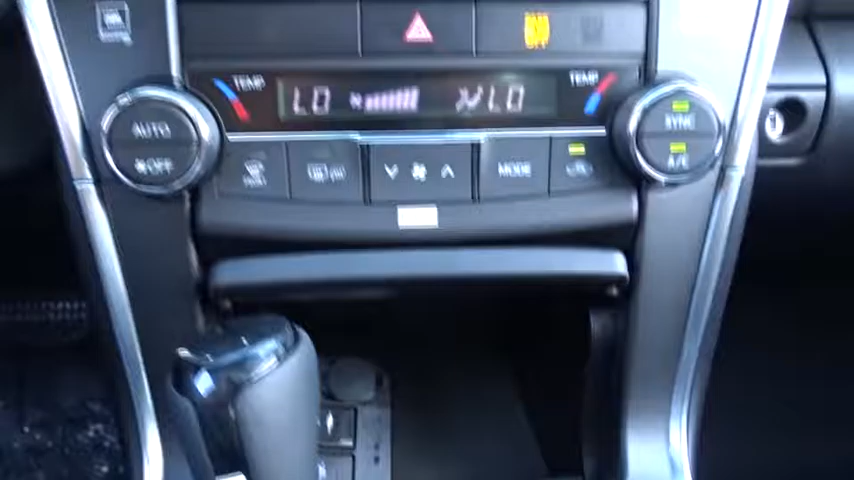 TEMP
TEMP
LO
LO
SYNC
AUTO
OFF
MODE
A/C